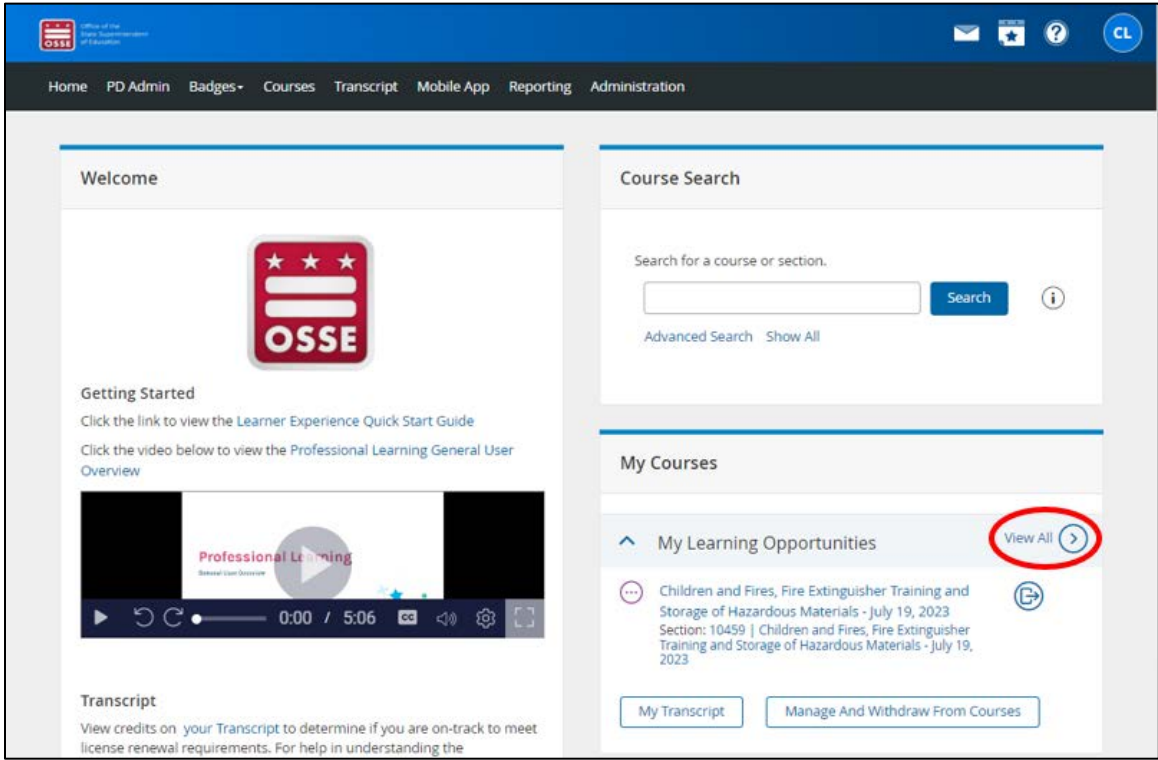 OSSE
Office of the
State Superintendent
of Education
CL
Home PD Admin Badges Courses Transcript Mobile App Reporting Administration
Welcome
OSSE
Getting Started
Click the link to view the Learner Experience Quick Start Guide
Click the video below to view the Professional Learning General User
Overview
Professional Learning
General User Overview
0:00 / 5:06 CC
Transcript
View credits on your Transcript to determine if you are on-track to meet
license renewal requirements. For help in understanding the
Course Search
Search for a course or section.
Search
Advanced Search Show All
My Courses
My Learning Opportunities View All
Children and Fires, Fire Extinguisher Training and
Storage of Hazardous Materials - July 19, 2023
Section: 10459 | Children and Fires, Fire Extinguisher
Training and Storage of Hazardous Materials - July 19,
2023
My Transcript Manage And Withdraw From Courses